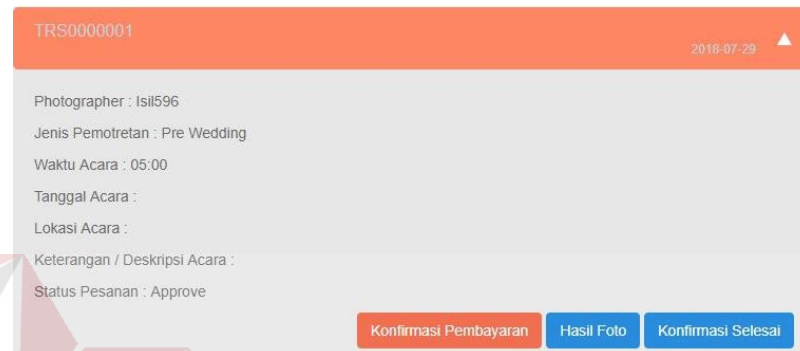 TRS0000001
2018-07-29
Photographer : Isil596
Jenis Pemotretan : Pre Wedding
Waktu Acara : 05:00
Tanggal Acara :
Lokasi Acara :
Keterangan / Deskripsi Acara :
Status Pesanan : Approve
Konfirmasi Pembayaran Hasil Foto Konfirmasi Selesai